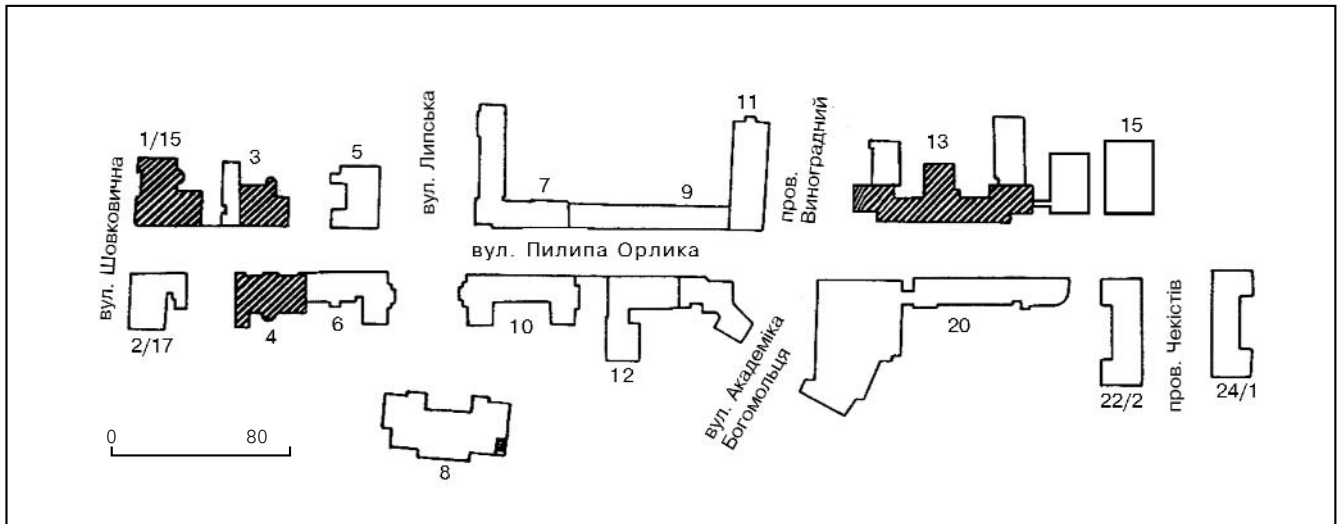 1/15
3
5
вул. Липська
11
пров.
Виноградний
13
15
7
9
вул. Шовковична
вул. Пилипа Орлика
2/17
4
6
10
12
вул. Академіка
Богомольця
20
22/2
пров. Чекістів
24/1
0
80
8